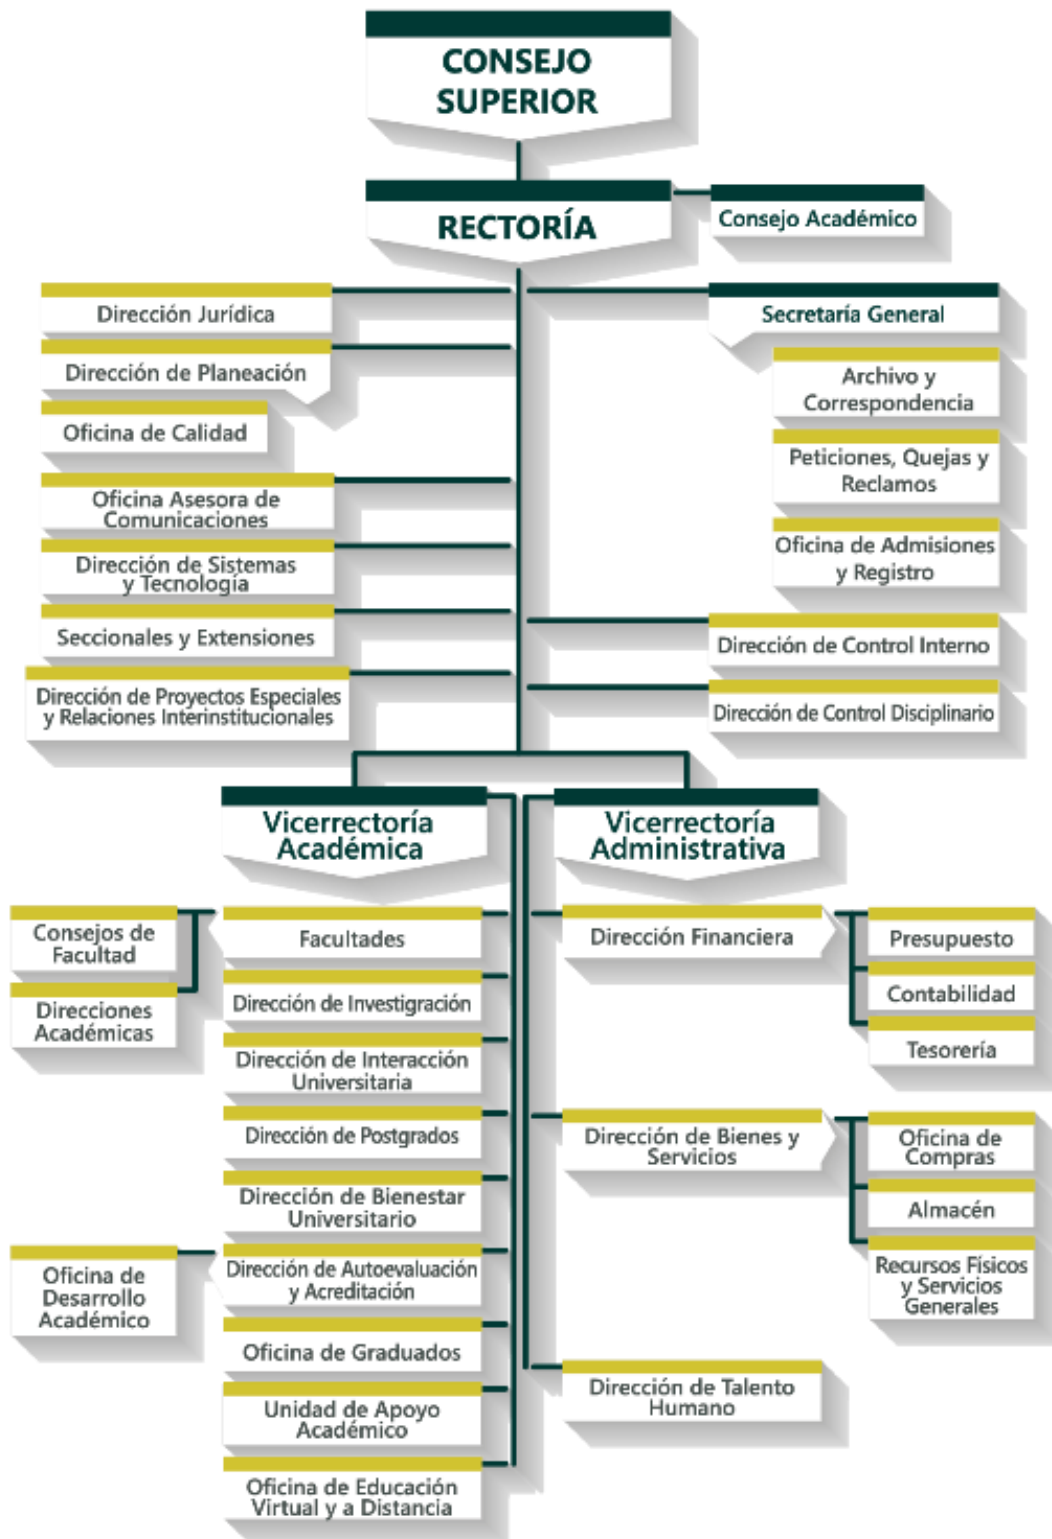 CONSEJO
SUPERIOR
RECTORÍA
Consejo Académico
Dirección Jurídica
Dirección de Planeación
Oficina de Calidad
Oficina Asesora de
Comunicaciones
Dirección de Sistemas
y Tecnología
Seccionales y Extensiones
Dirección de Proyectos Especiales
y Relaciones Interinstitucionales
Secretaría General
Archivo y
Correspondencia
Peticiones, Quejas y
Reclamos
Oficina de Admisiones
y Registro
Dirección de Control Interno
Dirección de Control Disciplinario
Vicerrectoría
Académica
Consejos de
Facultad
Direcciones
Académicas
Facultades
Dirección de Investigración
Dirección de Interacción
Universitaria
Dirección de Postgrados
Dirección de Bienestar
Universitario
Oficina de
Desarrollo
Académico
Dirección de Autoevaluación
y Acreditación
Oficina de Graduados
Unidad de Apoyo
Académico
Oficina de Educación
Virtual y a Distancia
Vicerrectoría
Administrativa
Dirección Financiera
Presupuesto
Contabilidad
Tesorería
Dirección de Bienes y
Servicios
Oficina de
Compras
Almacén
Recursos Físicos
y Servicios
Generales
Dirección de Talento
Humano